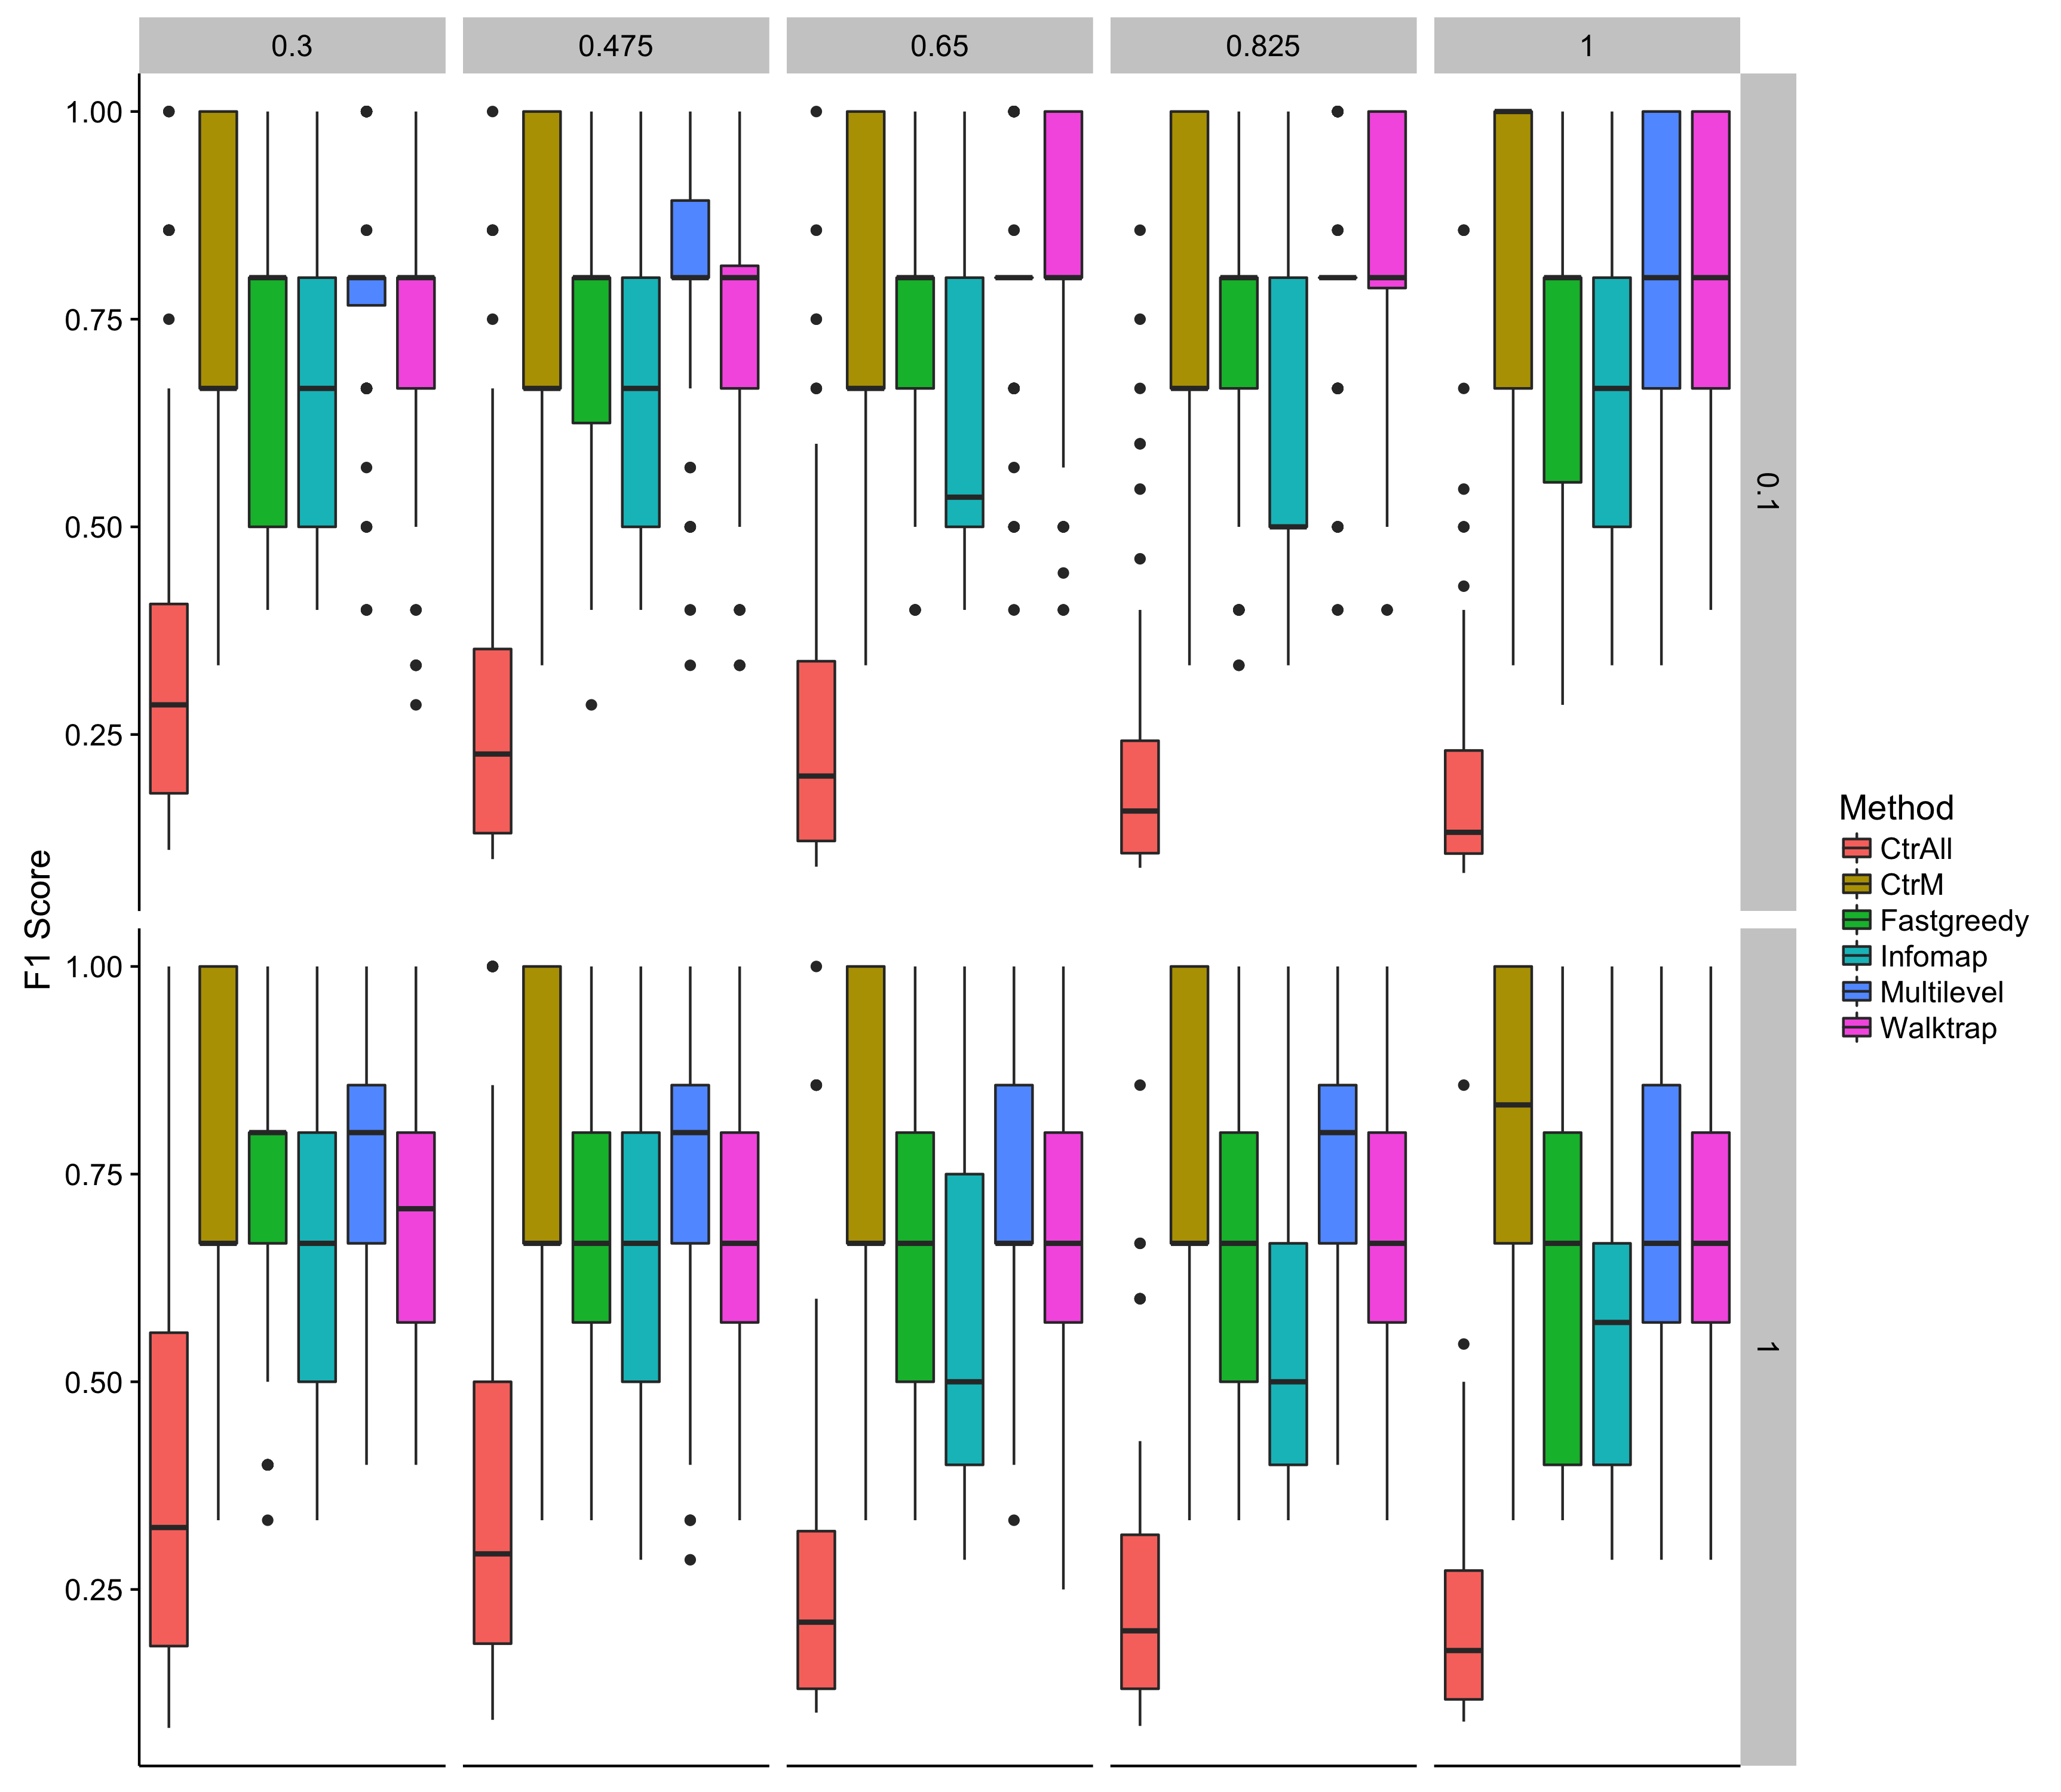 0.3 0.475 0.65 0.825 1
1.00
0.75
0.50
0.25
0.1
1.00
0.75
0.50
0.25
1
F1 Score
Method
CtrAll
CtrM
Fastgreedy
Infomap
Multilevel
Walktrap